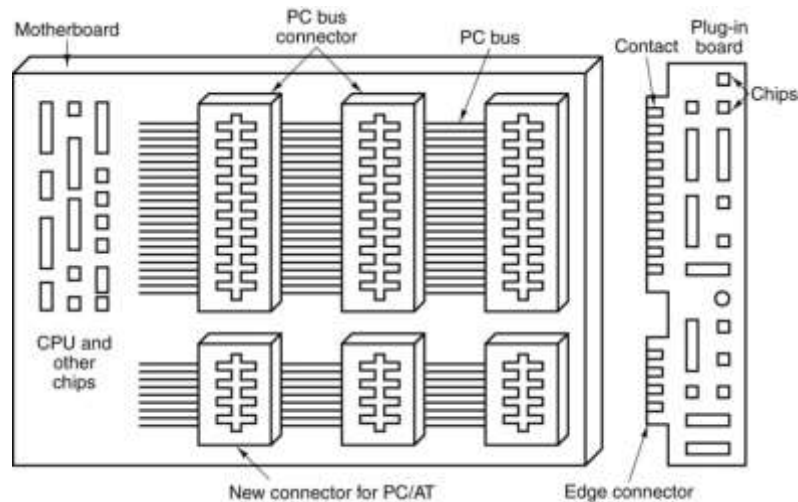 Motherboard
PC bus
connector
PC bus
Contact
Plug-in
board
Chips
CPU and
other
chips
New connector for PC/AT
Edge connector